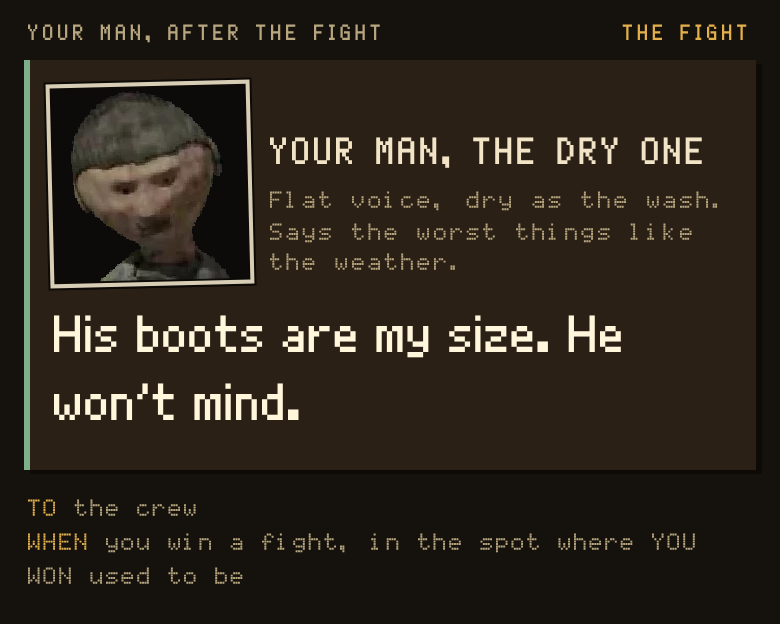 YOUR MAN, AFTER THE FIGHT
THE FIGHT
YOUR MAN, THE DRY ONE
Flat voice, dry as the wash.
Says the worst things like
the weather.
His boots are my size. He
won't mind.
TO the crew
WHEN you win a fight, in the spot where YOU
WON used to be